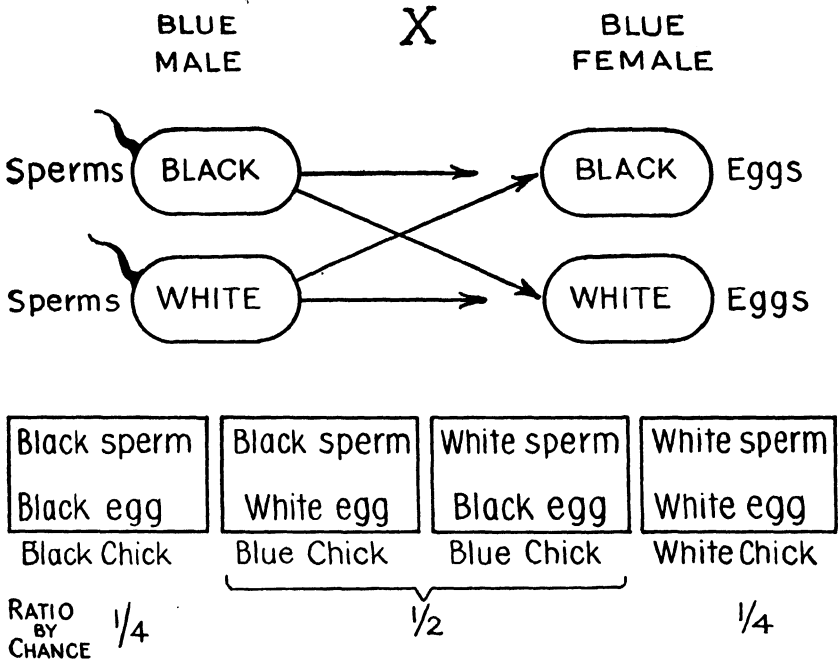 BLUE MALE X BLUE FEMALE
Sperms BLACK BLACK Eggs
Sperms WHITE WHITE Eggs
Black sperm Black sperm White sperm White sperm
Black egg White egg Black egg White egg
Black Chick Blue Chick Blue Chick White Chick
RATIO BY CHANCE 1/4 1/2 1/4